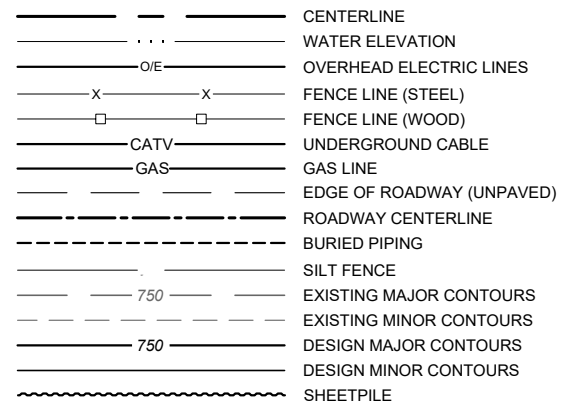 CENTERLINE
. . . WATER ELEVATION
O/E OVERHEAD ELECTRIC LINES
X X FENCE LINE (STEEL)
FENCE LINE (WOOD)
CATV UNDERGROUND CABLE
GAS GAS LINE
EDGE OF ROADWAY (UNPAVED)
ROADWAY CENTERLINE
BURIED PIPING
SILT FENCE
750 EXISTING MAJOR CONTOURS
EXISTING MINOR CONTOURS
750 DESIGN MAJOR CONTOURS
DESIGN MINOR CONTOURS
SHEETPILE